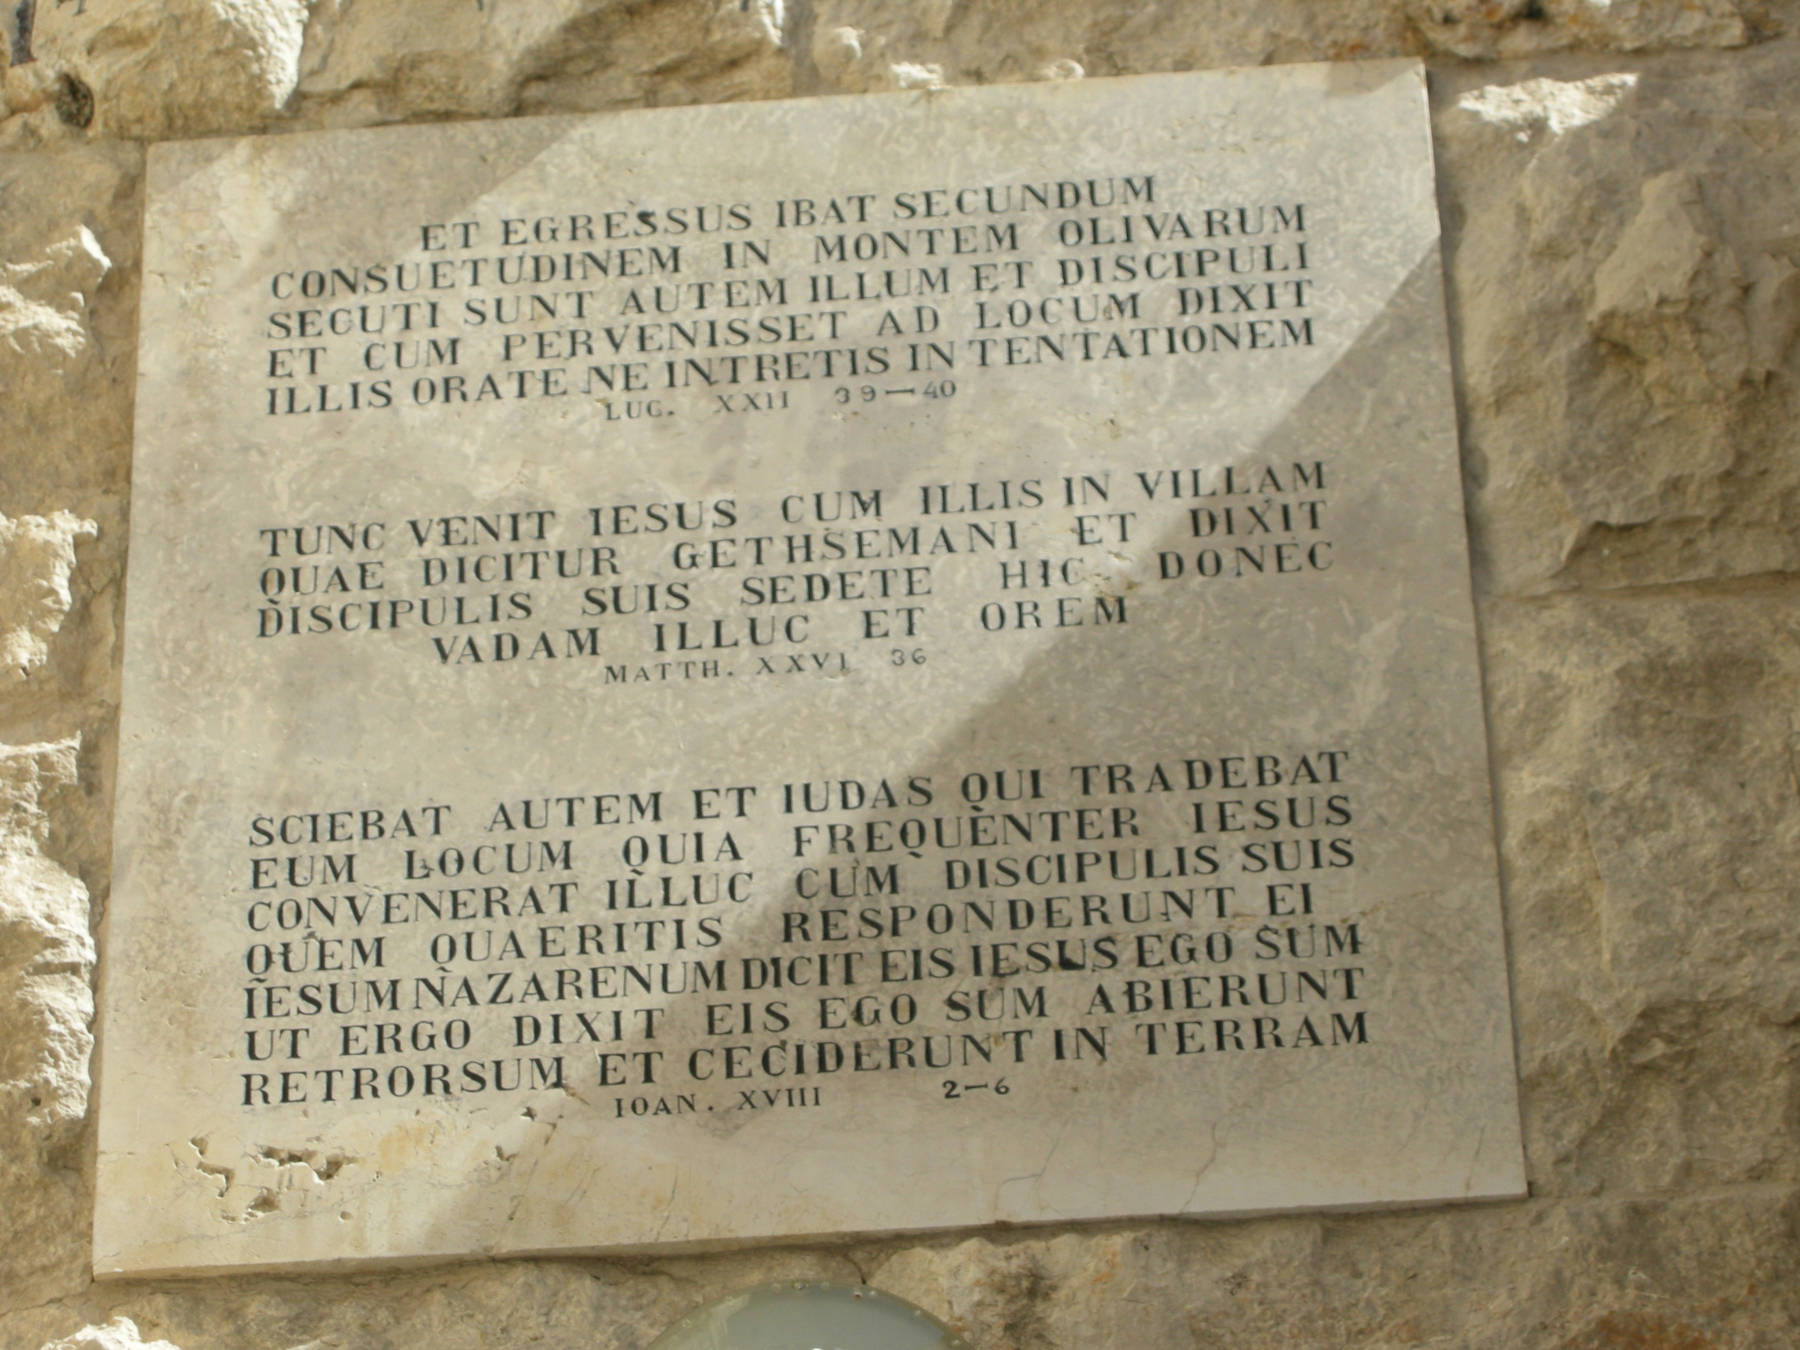 ET EGRESSUS IBAT SECUNDUM
CONSUETUDINEM IN MONTEM OLIVARUM
SECUTI SUNT AUTEM ILLUM ET DISCIPULI
ET CUM PERVENISSET AD LOCUM DIXIT
ILLIS ORATE NE INTRETIS IN TENTATIONEM
LUC. XXII 39-40
TUNC VENIT IESUS CUM ILLIS IN VILLAM
QUAE DICITUR GETHSEMANI ET DIXIT
DISCIPULIS SUIS SEDETE HIC DONEC
VADAM ILLUC ET OREM
MATTH. XXVI 36
SCIEBAT AUTEM ET IUDAS QUI TRADEBAT
EUM LOCUM QUIA FREQUENTER IESUS
CONVENERAT ILLUC CUM DISCIPULIS SUIS
QUEM QUAERITIS RESPONDERUNT EI
IESUM NAZARENUM DICIT EIS IESUS EGO SUM
UT ERGO DIXIT EIS EGO SUM ABIERUNT
RETRORSUM ET CECIDERUNT IN TERRAM
IOAN. XVIII 2-6